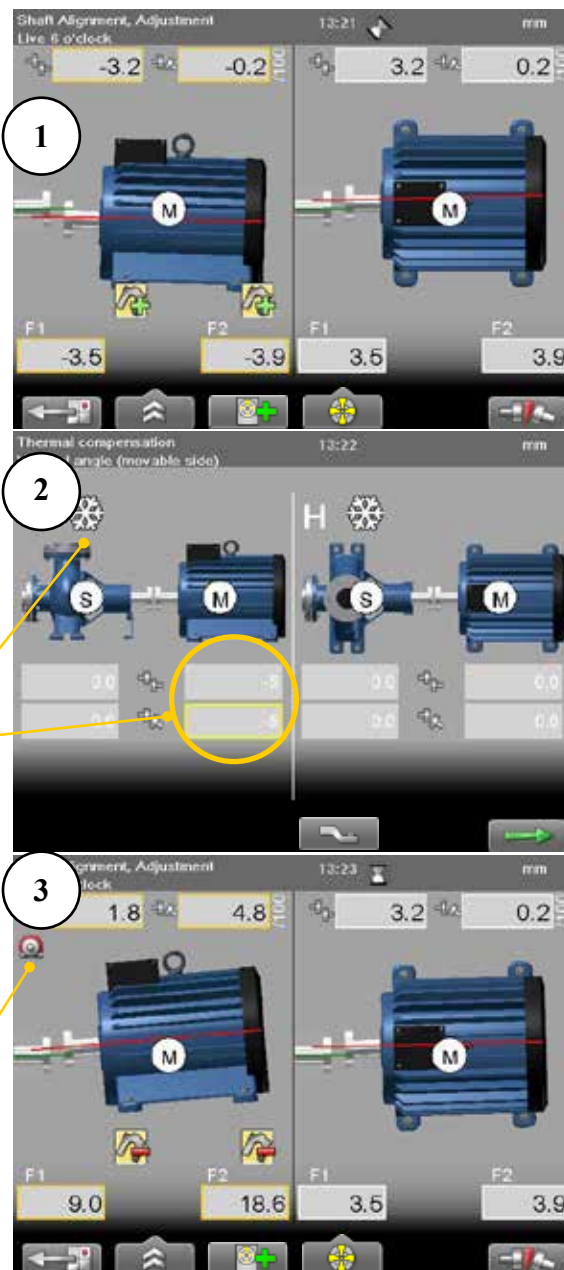 Shaft Alignment, Adjustment 13:21 mm
Live 6 o'clock
-3.2 -0.2 /100 3.2 0.2 /100
1
M M
F1 F2 F1
-3.5 -3.9 3.5 3.9
Thermal compensation 13:22 mm
angle (movable side)
2
H
S M S M
0.0 -5 0.0 0.0
0.0 -5 0.0 0.0
Alignment, Adjustment 13:23 mm
3
1.8 4.8 /100 3.2 0.2 /100
M M
F1 F2 F1 F2
9.0 18.6 3.5 3.9